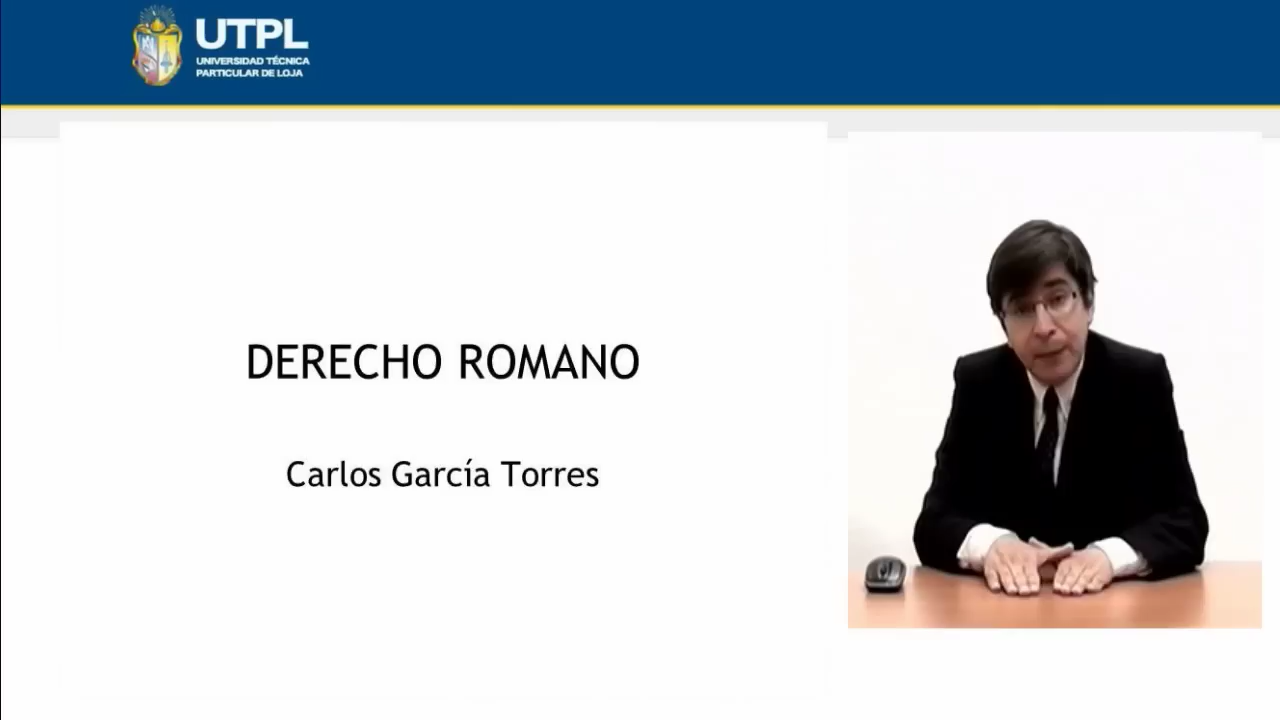 UTPL
UNIVERSIDAD TÉCNICA
PARTICULAR DE LOJA
DERECHO ROMANO
Carlos García Torres